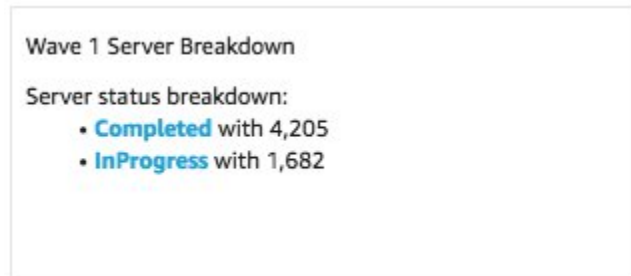 Wave 1 Server Breakdown
Server status breakdown:
• Completed with 4,205
• InProgress with 1,682